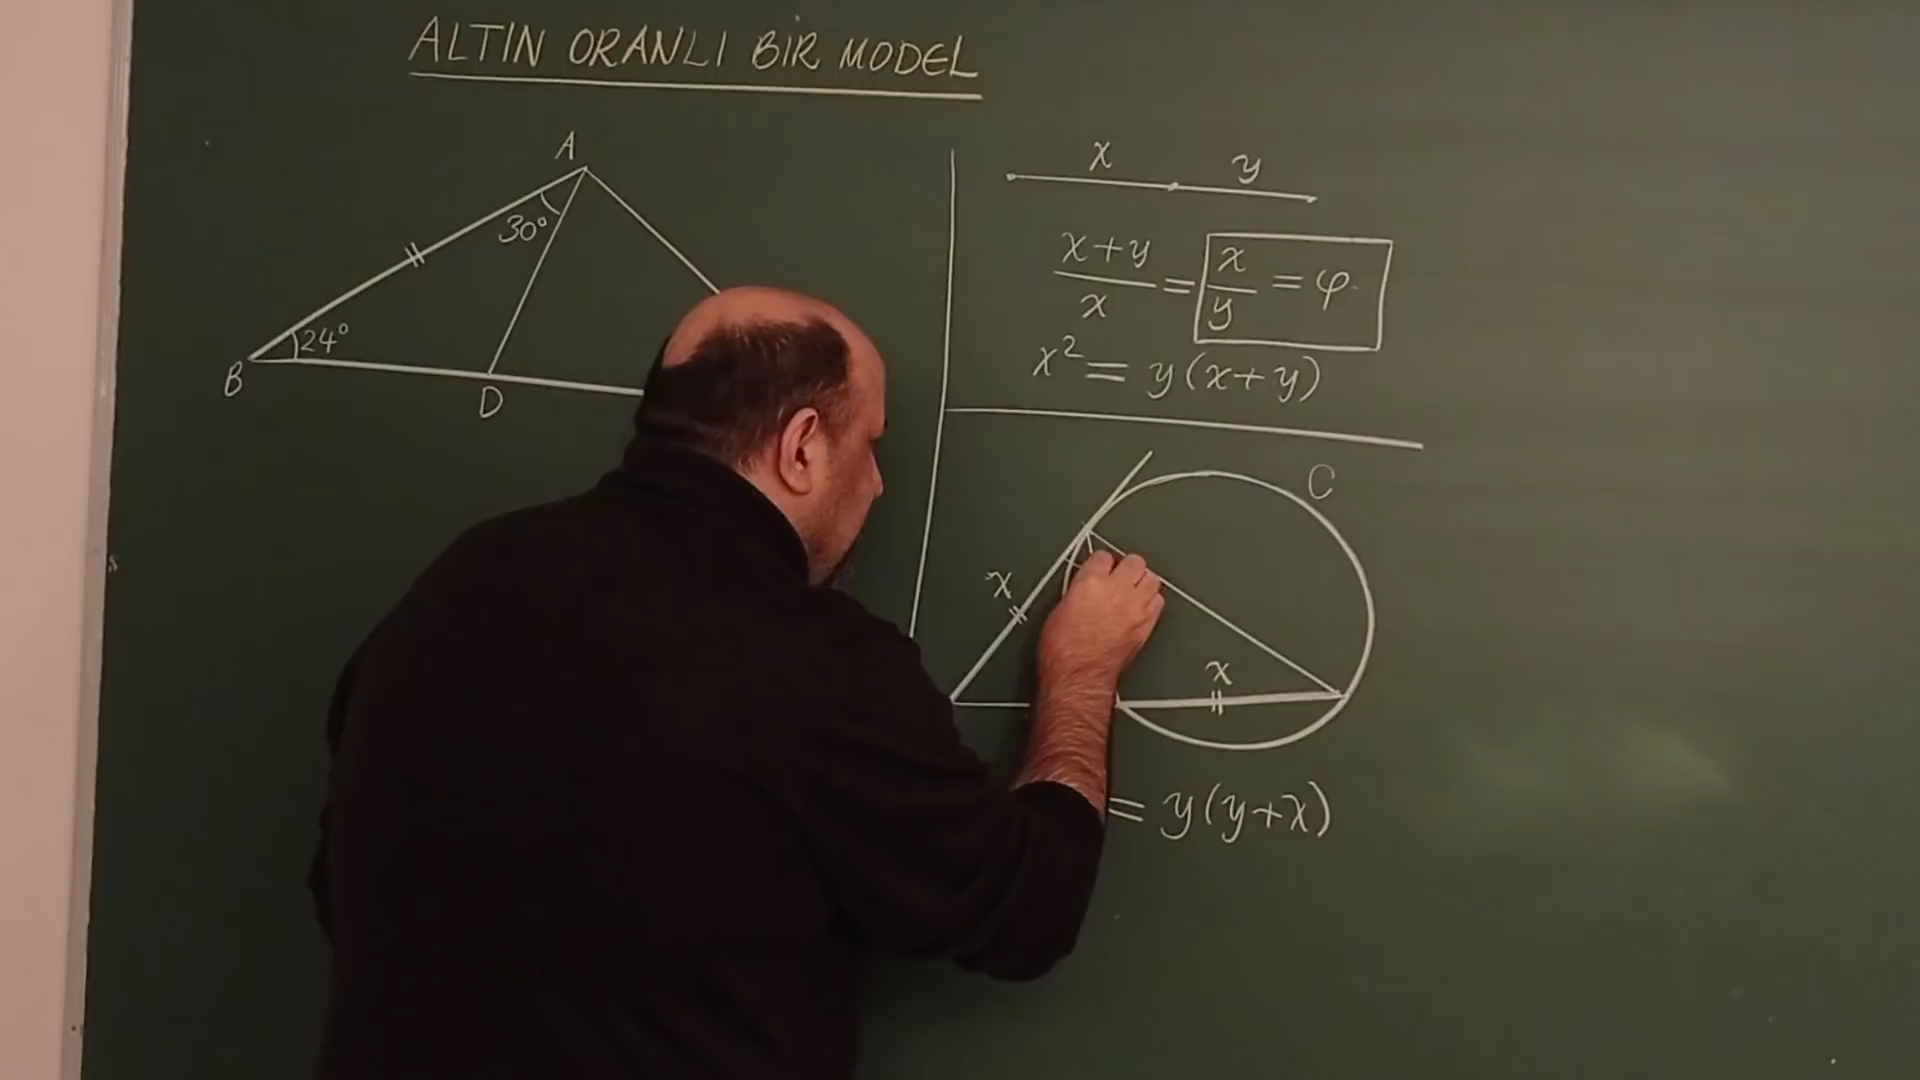 ALTIN ORANLI BİR MODEL
A
30°
24°
B
D
x y
x+y/x = x/y = φ
x² = y(x+y)
C
x
x
= y(y+x)